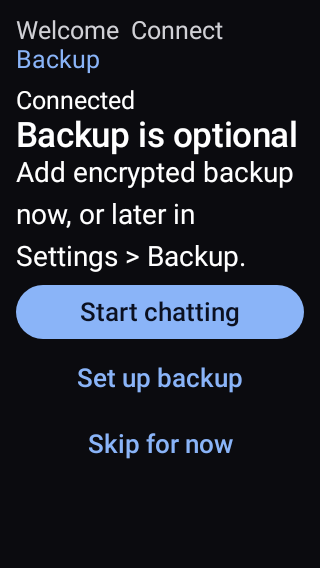 Welcome Connect
Backup
Connected
Backup is optional
Add encrypted backup
now, or later in
Settings > Backup.
Start chatting
Set up backup
Skip for now